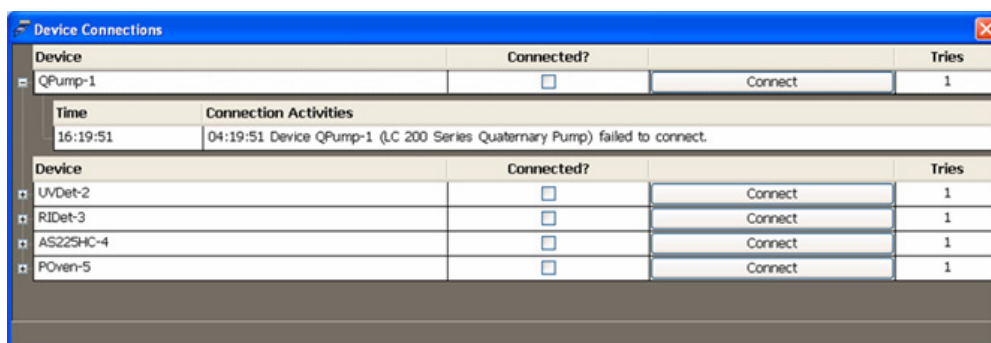 Device Connections
Device Connected? Tries
QPump-1 Connect 1
Time Connection Activities
16:19:51 04:19:51 Device QPump-1 (LC 200 Series Quaternary Pump) failed to connect.
Device Connected? Tries
UVDet-2 Connect 1
RIDet-3 Connect 1
AS225HC-4 Connect 1
POven-5 Connect 1